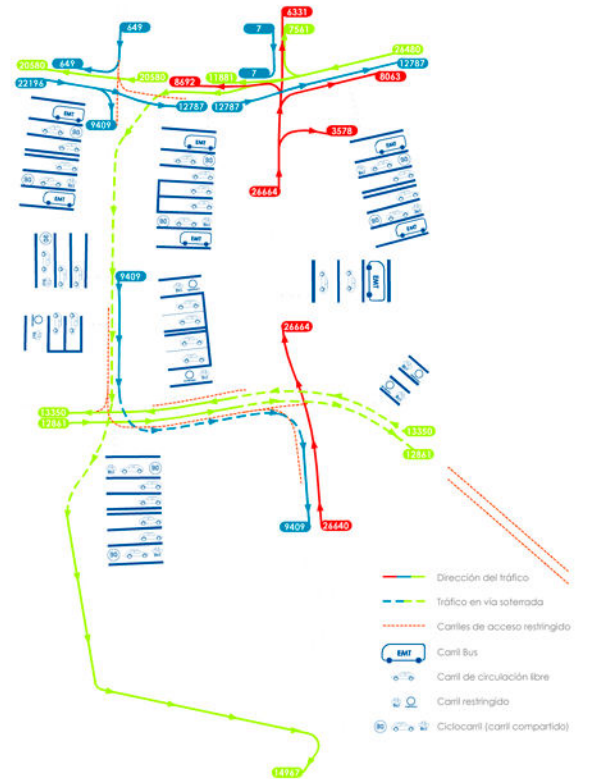 6331
649
7
7561
26480
649
20580
20580
7
11881
12787
22196
8692
8063
9409
12787
12787
3578
26664
EMT
EMT
EMT
EMT
EMT
EMT
EMT
9409
26664
13350
12861
13350
12861
9409
26640
14967
Dirección del tráfico
Tráfico en vía soterrada
Carriles de acceso restringido
EMT Carril Bus
Carril de circulación libre
Carril restringido
Ciclocarril (carril compartido)